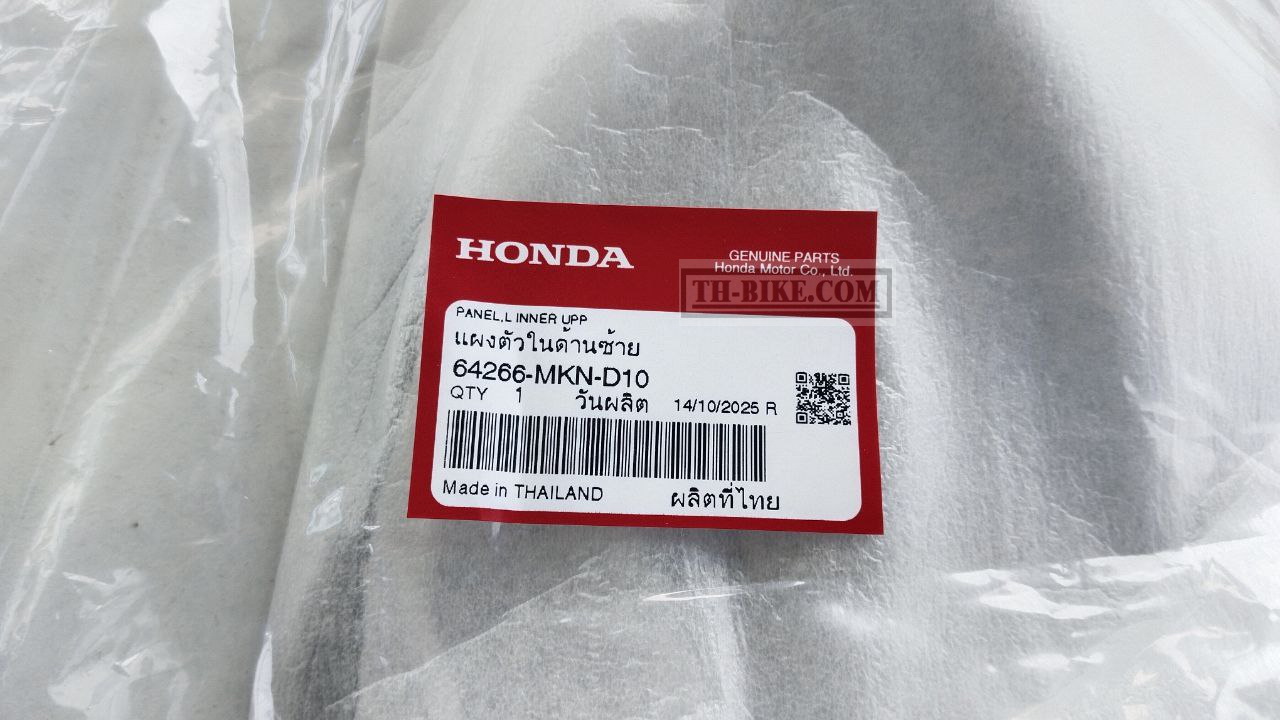 HONDA
GENUINE PARTS
Honda Motor Co., Ltd.
TH-BIKE.COM
PANEL,L INNER UPP
แผงตัวในด้านซ้าย
64266-MKN-D10
QTY 1 วันผลิต 14/10/2025 R
Made in THAILAND ผลิตที่ไทย